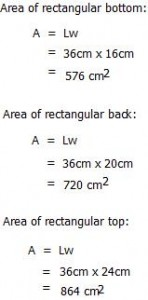 Area of rectangular bottom:
A = Lw
= 36cm x 16cm
= 576 cm²
Area of rectangular back:
A = Lw
= 36cm x 20cm
= 720 cm²
Area of rectangular top:
A = Lw
= 36cm x 24cm
= 864 cm²